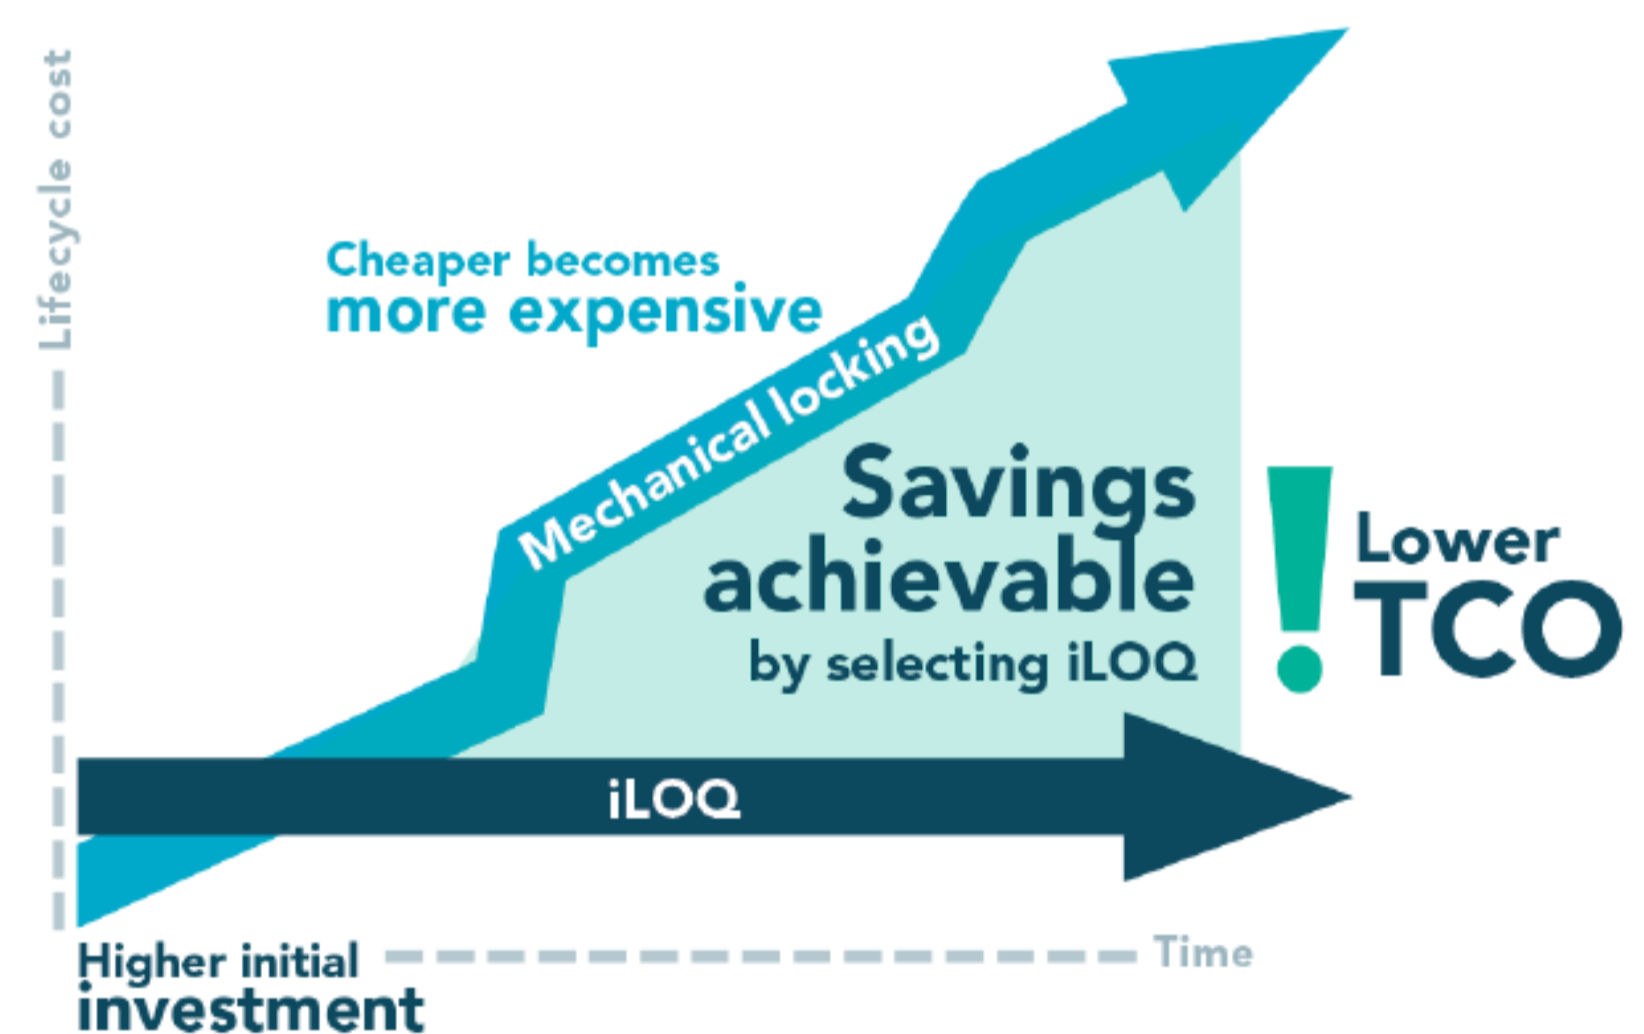 Lifecycle cost
Cheaper becomes
more expensive
Mechanical locking
Savings
achievable
by selecting iLOQ
!
Lower
TCO
iLOQ
Higher initial
investment
Time